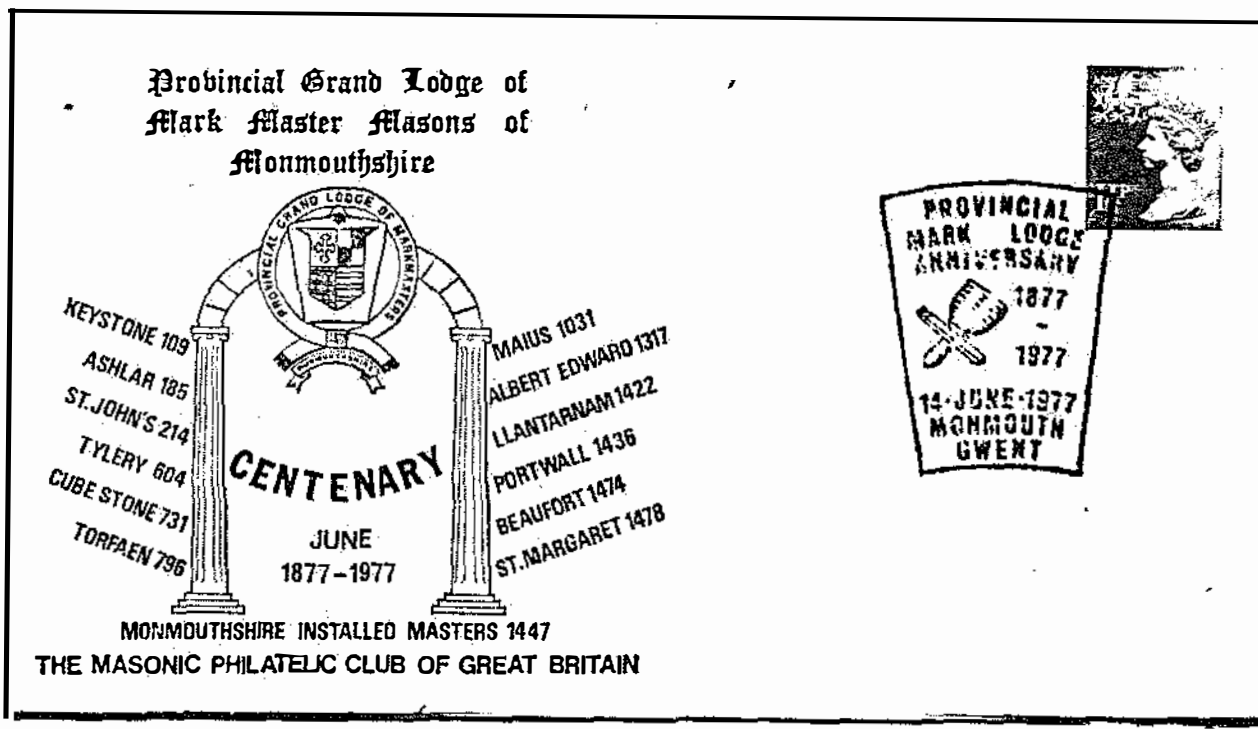 Provincial Grand Lodge of
Mark Master Masons of
Monmouthshire
PROVINCIAL GRAND LODGE OF MARKMASTERS
MONMOUTHSHIRE
KEYSTONE 109
ASHLAR 185
ST. JOHN'S 214
TYLERY 604
CUBE STONE 731
TORFAEN 796
MAIUS 1031
ALBERT EDWARD 1317
LLANTARNAM 1422
PORTWALL 1436
BEAUFORT 1474
ST. MARGARET 1478
CENTENARY
JUNE
1877-1977
MONMOUTHSHIRE INSTALLED MASTERS 1447
THE MASONIC PHILATELIC CLUB OF GREAT BRITAIN
PROVINCIAL
MARK LODGE
ANNIVERSARY
1877
-
1977
14·JUNE·1977
MONMOUTH
GWENT